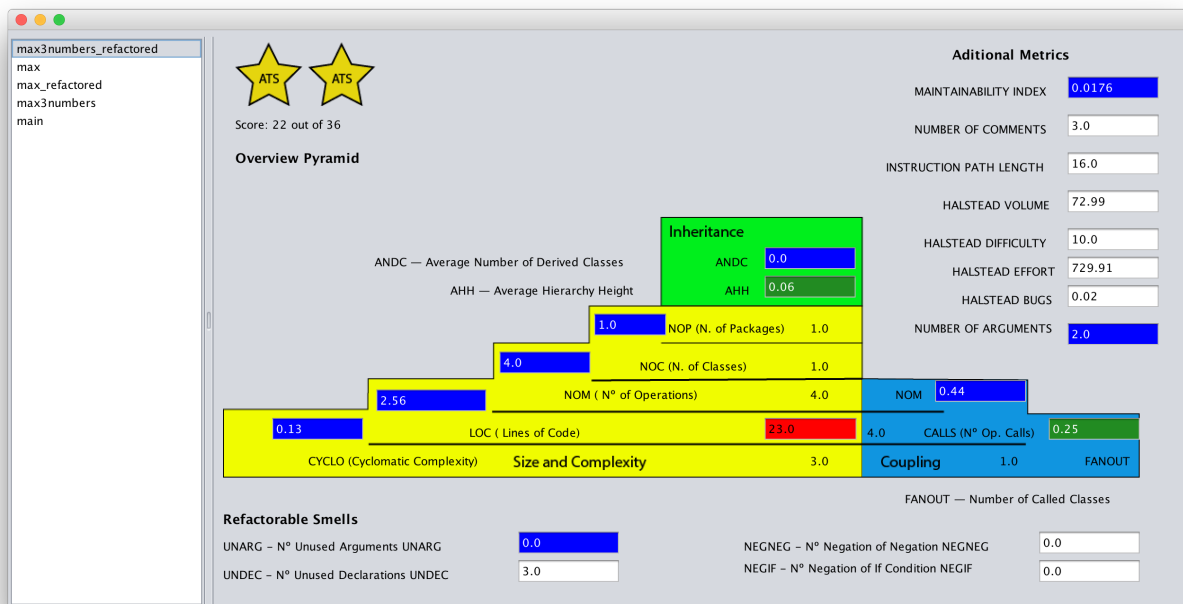 max3numbers_refactored
max
max_refactored
max3numbers
main
ATS ATS
Score: 22 out of 36
Overview Pyramid
Aditional Metrics
MAINTAINABILITY INDEX 0.0176
NUMBER OF COMMENTS 3.0
INSTRUCTION PATH LENGTH 16.0
HALSTEAD VOLUME 72.99
HALSTEAD DIFFICULTY 10.0
HALSTEAD EFFORT 729.91
HALSTEAD BUGS 0.02
NUMBER OF ARGUMENTS 2.0
Inheritance
ANDC — Average Number of Derived Classes ANDC 0.0
AHH — Average Hierarchy Height AHH 0.06
1.0 NOP (N. of Packages) 1.0
4.0 NOC (N. of Classes) 1.0
2.56 NOM ( Nº of Operations) 4.0 NOM 0.44
0.13 LOC ( Lines of Code) 23.0 4.0 CALLS (Nº Op. Calls) 0.25
CYCLO (Cyclomatic Complexity) Size and Complexity 3.0 Coupling 1.0 FANOUT
FANOUT — Number of Called Classes
Refactorable Smells
UNARG - Nº Unused Arguments UNARG 0.0 NEGNEG - Nº Negation of Negation NEGNEG 0.0
UNDEC - Nº Unused Declarations UNDEC 3.0 NEGIF - Nº Negation of If Condition NEGIF 0.0